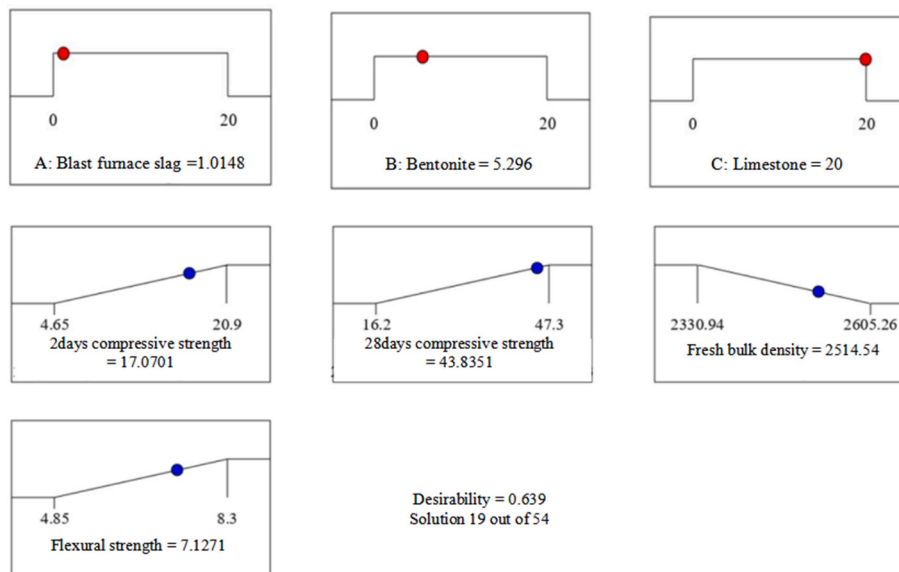 0 20
A: Blast furnace slag =1.0148
0 20
B: Bentonite = 5.296
0 20
C: Limestone = 20
4.65 20.9
2days compressive strength
= 17.0701
16.2 47.3
28days compressive strength
= 43.8351
2330.94 2605.26
Fresh bulk density = 2514.54
4.85 8.3
Flexural strength = 7.1271
Desirability = 0.639
Solution 19 out of 54